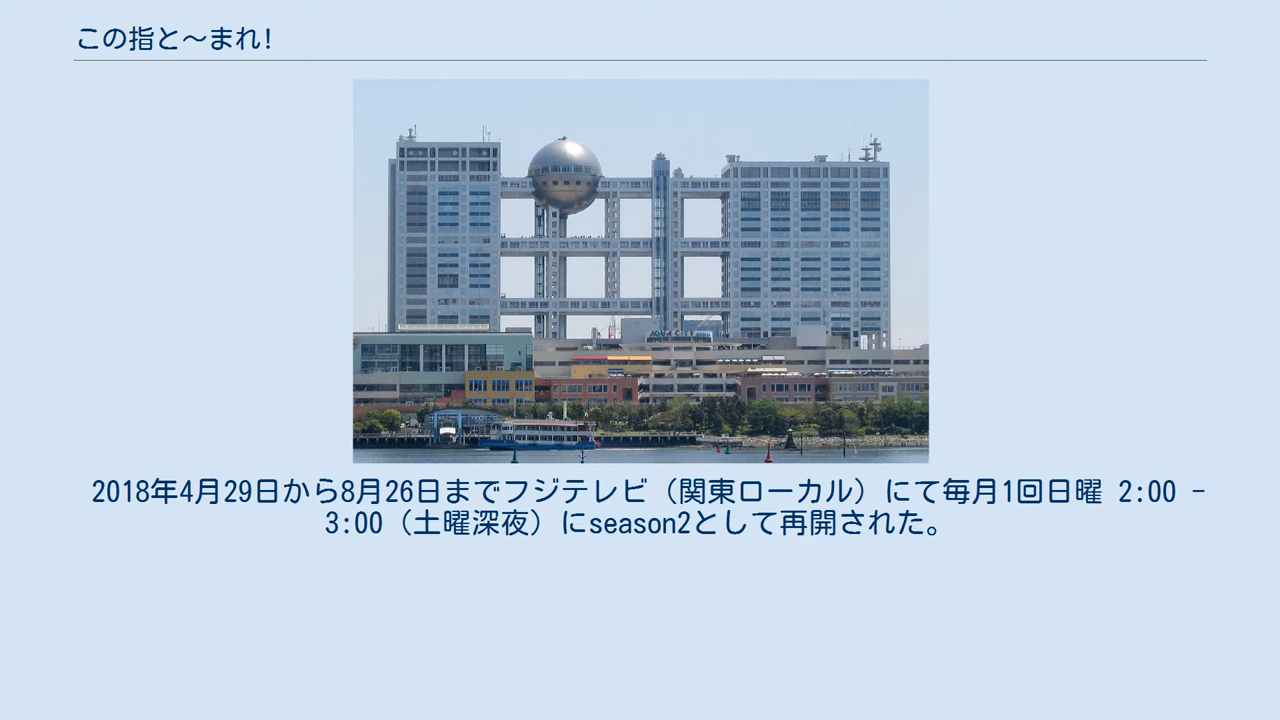 この指と〜まれ!
2018年4月29日から8月26日までフジテレビ（関東ローカル）にて毎月1回日曜 2:00 -
3:00（土曜深夜）にseason2として再開された。